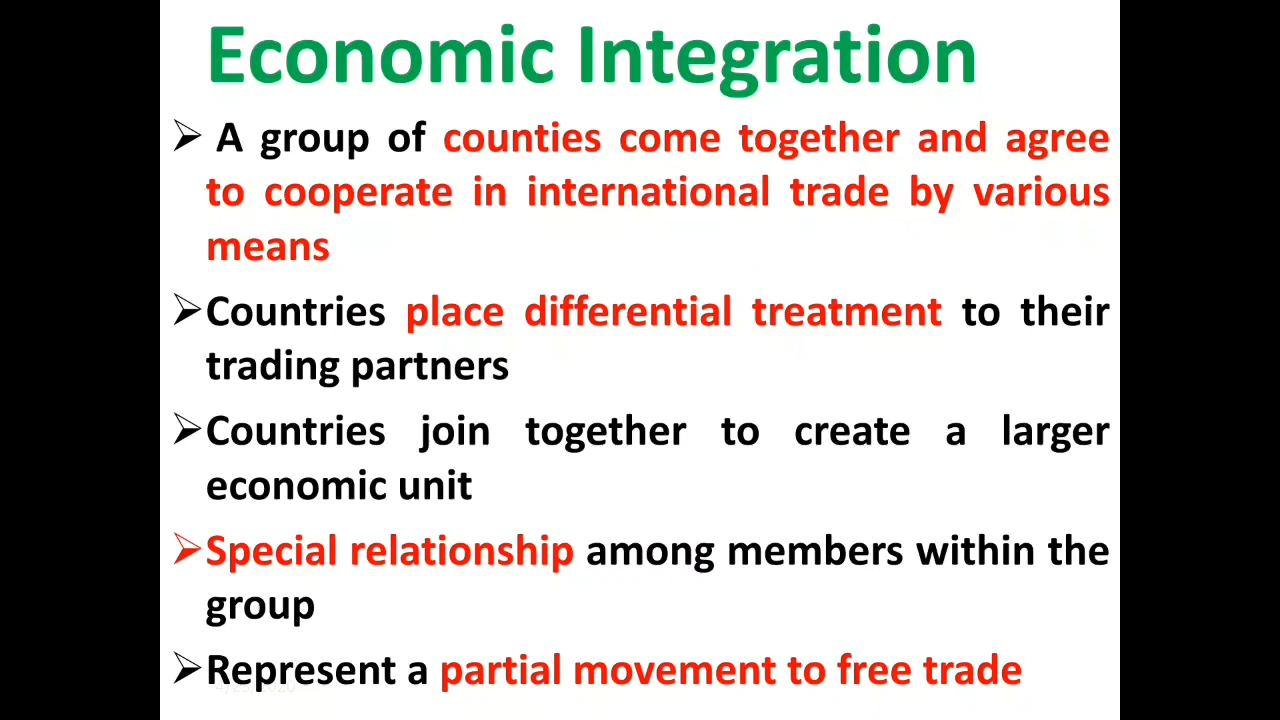 Economic Integration
➢ A group of counties come together and agree
to cooperate in international trade by various
means
➢Countries place differential treatment to their
trading partners
➢Countries join together to create a larger
economic unit
➢Special relationship among members within the
group
➢Represent a partial movement to free trade